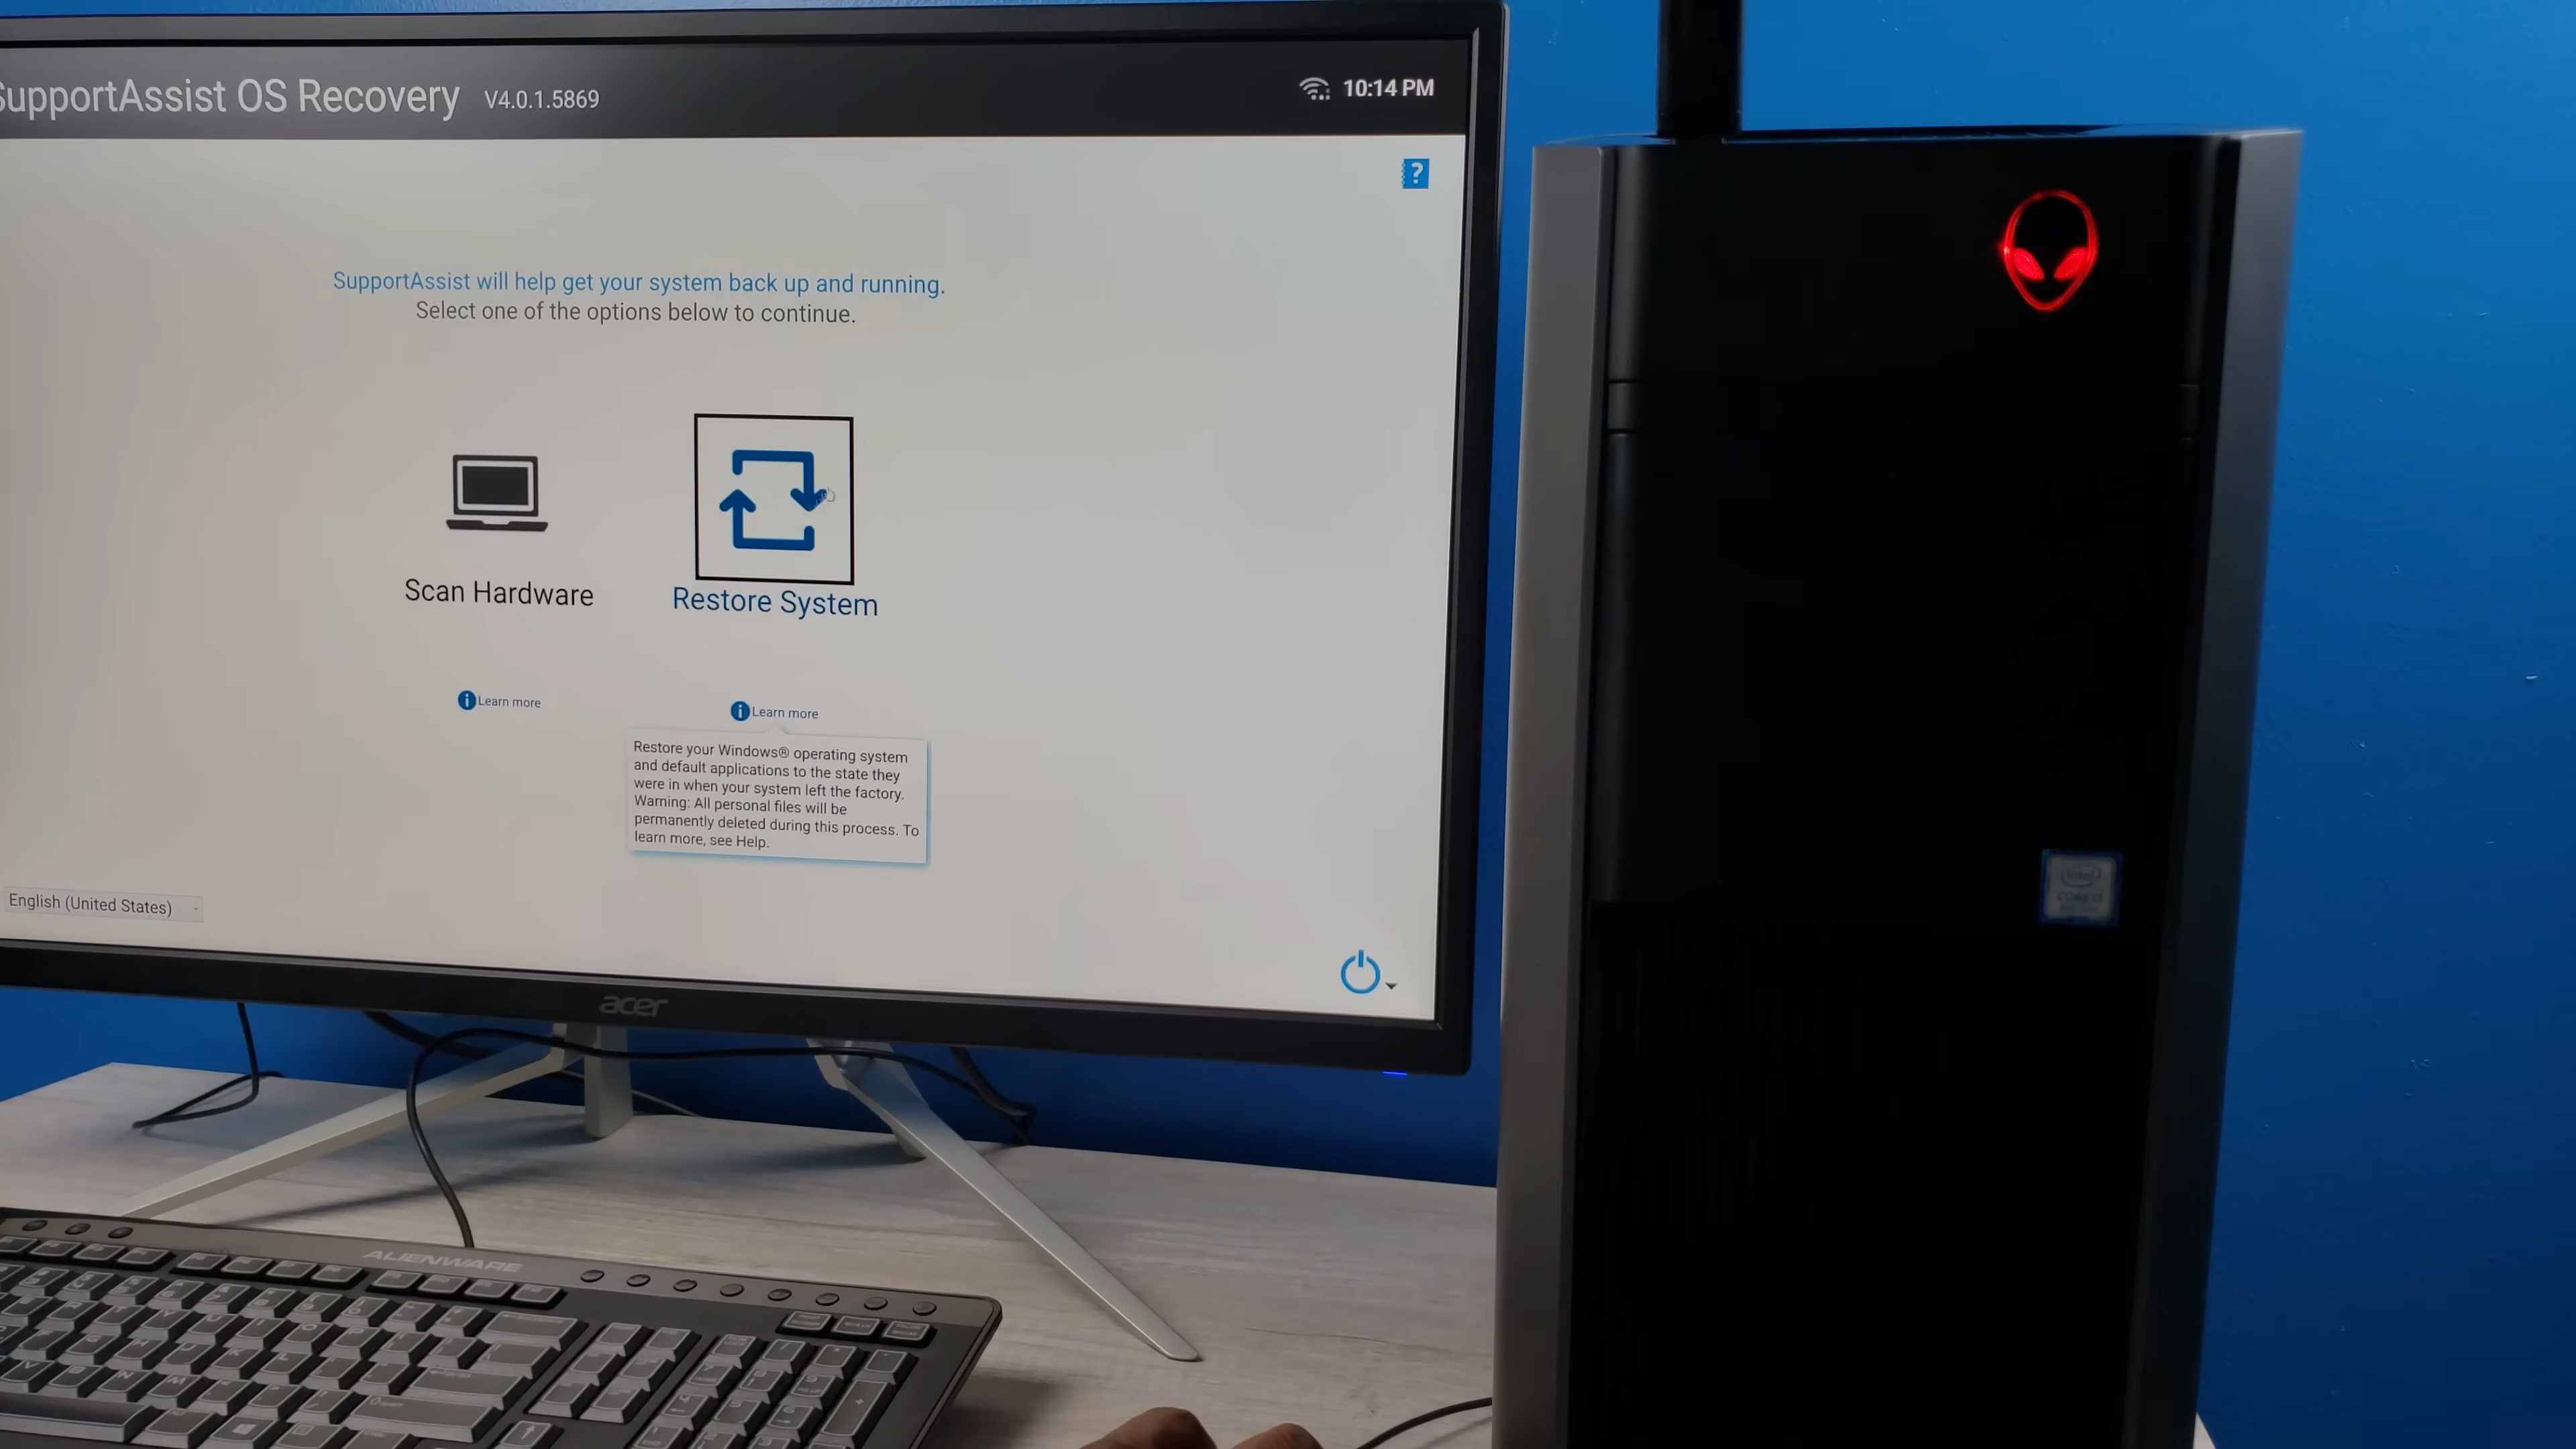 SupportAssist OS Recovery V4.0.1.5869
10:14 PM
?
SupportAssist will help get your system back up and running.
Select one of the options below to continue.
Scan Hardware
Restore System
Learn more
Learn more
Restore your Windows® operating system
and default applications to the state they
were in when your system left the factory.
Warning: All personal files will be
permanently deleted during this process. To
learn more, see Help.
English (United States)
acer
ALIENWARE
intel